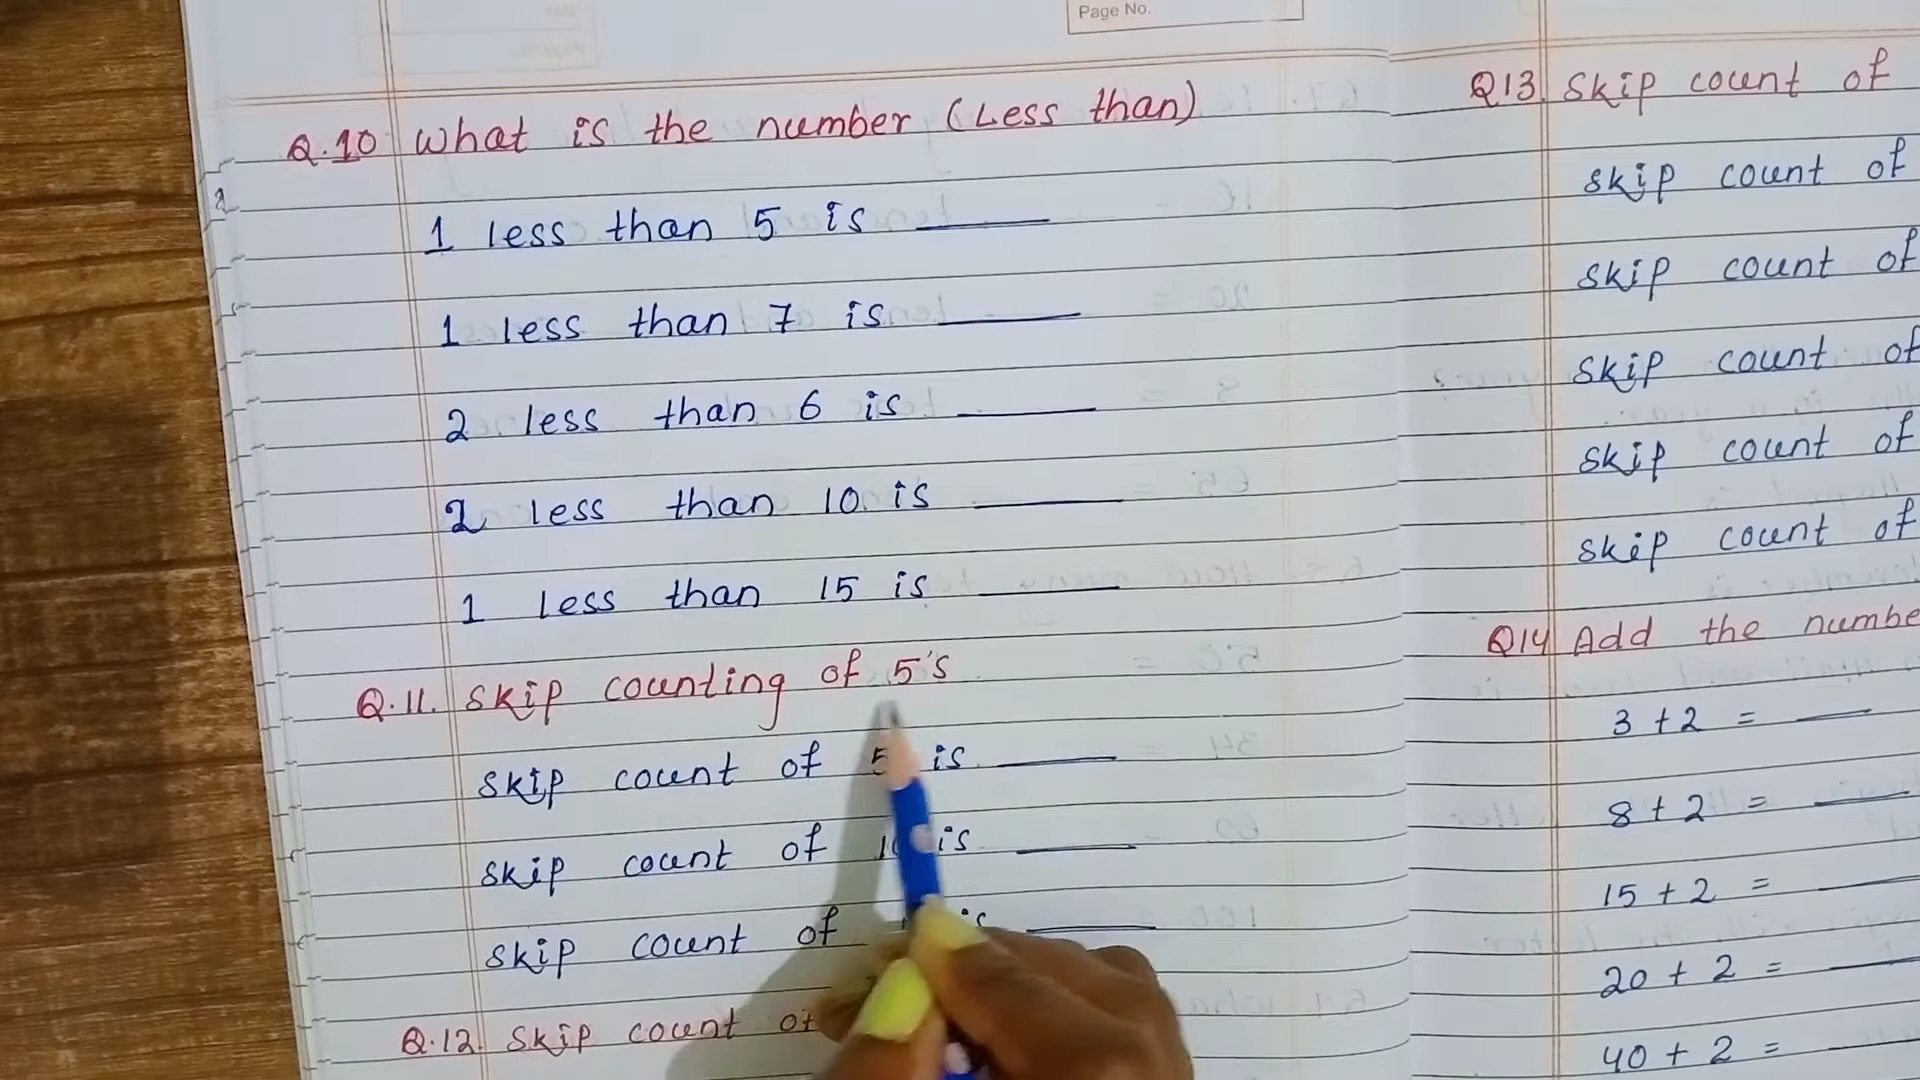 Page No.
Q.10 What is the number (Less than)
1 less than 5 is
1 less than 7 is
2 less than 6 is
2 less than 10 is
1 less than 15 is
Q.11. Skip counting of 5's
skip count of 5 is
skip count of is
skip count of is
Q.12. Skip count of
Q13. Skip count of
skip count of
skip count of
skip count of
skip count of
skip count of
Q14 Add the numbe
3 + 2 =
8 + 2 =
15 + 2 =
20 + 2 =
40 + 2 =